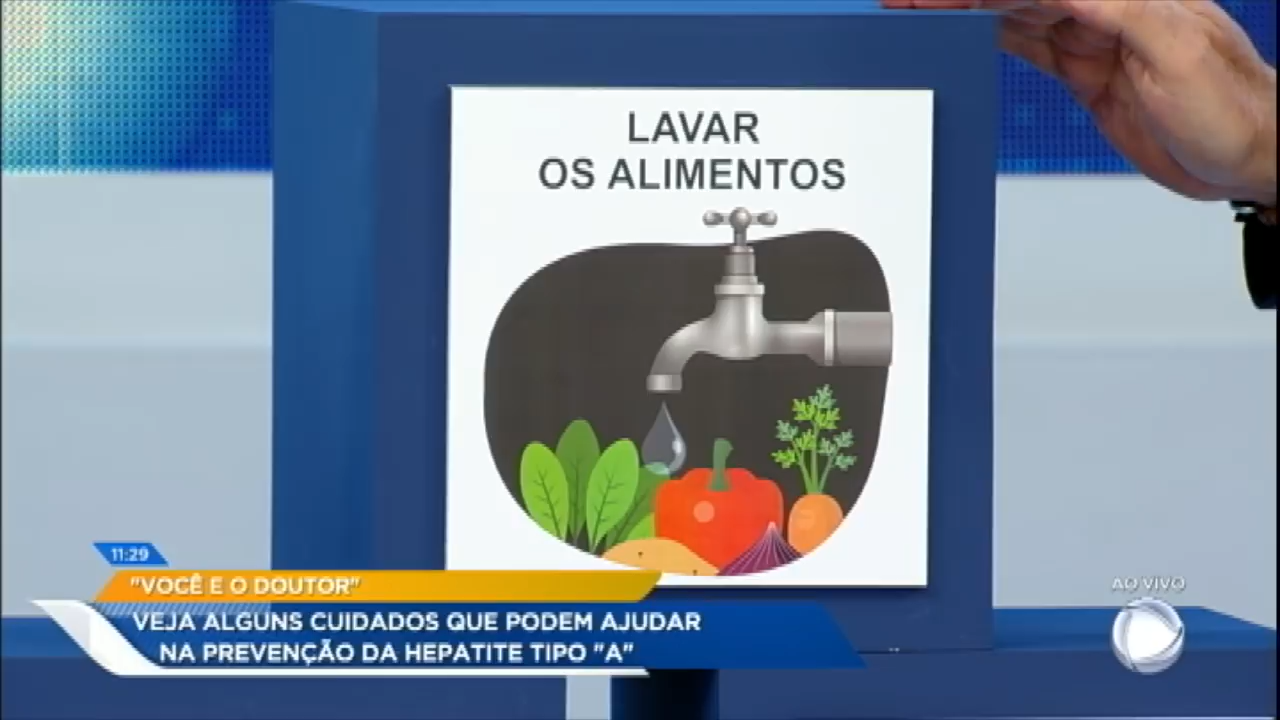 LAVAR
OS ALIMENTOS
11:29
"VOCÊ E O DOUTOR"
VEJA ALGUNS CUIDADOS QUE PODEM AJUDAR
NA PREVENÇÃO DA HEPATITE TIPO "A"
AO VIVO